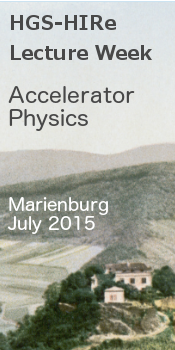 HGS-HIRe
Lecture Week
Accelerator
Physics
Marienburg
July 2015